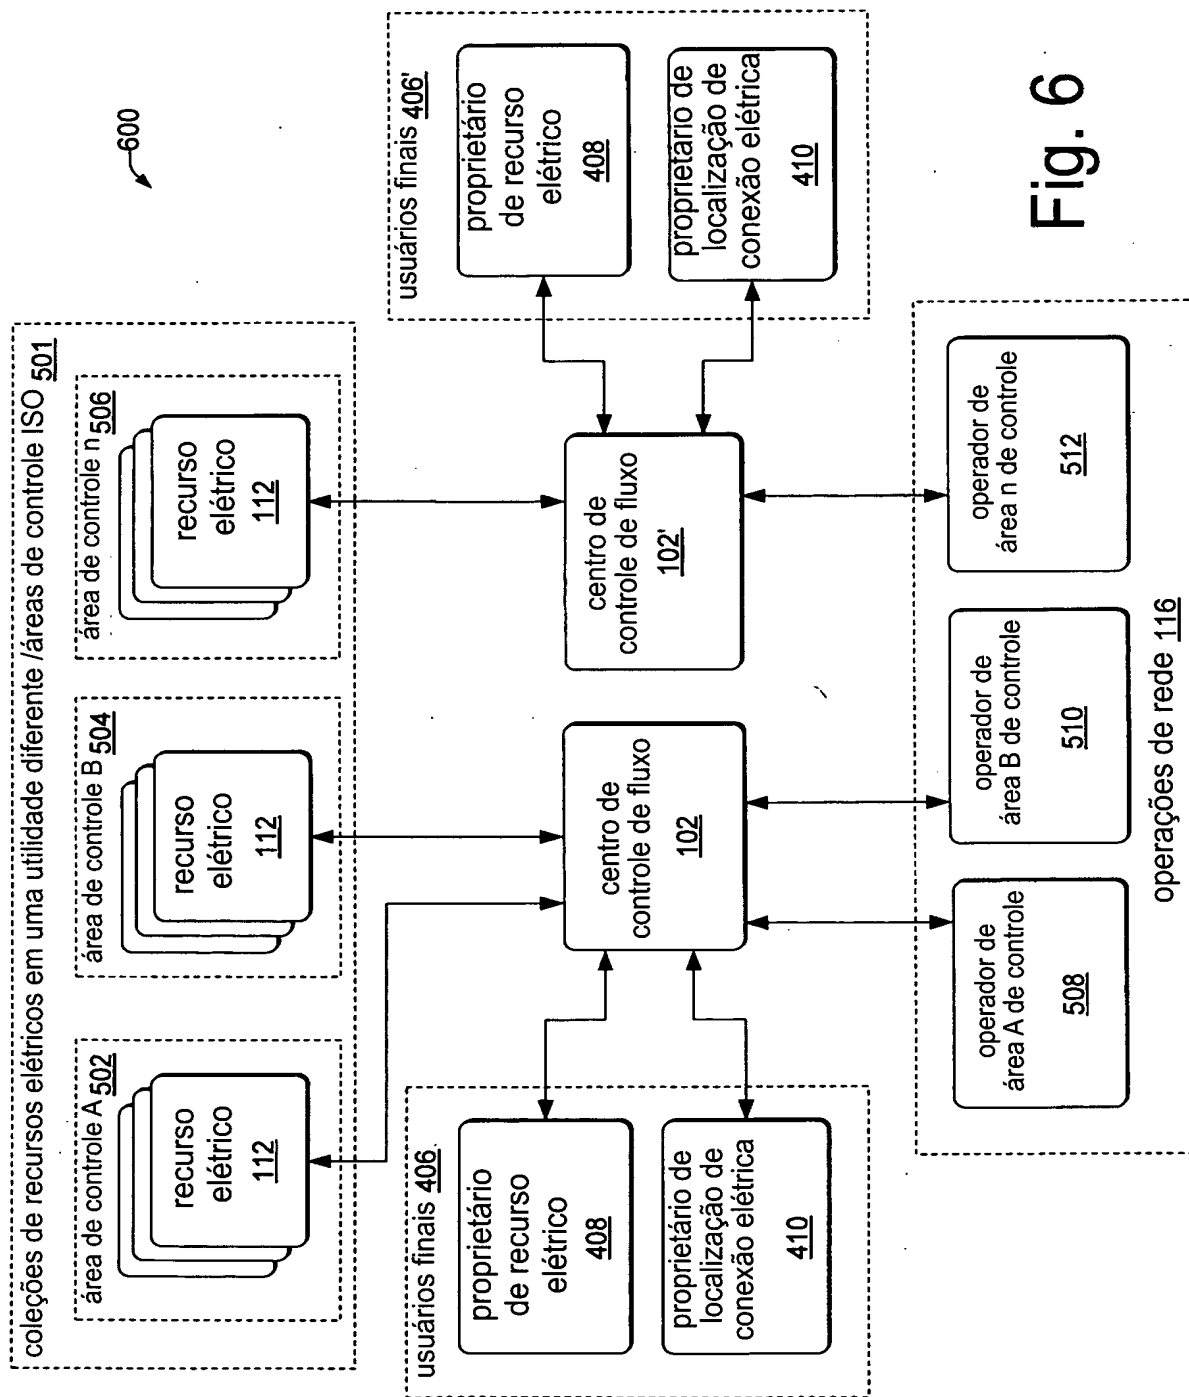 600
coleções de recursos elétricos em uma utilidade diferente /áreas de controle ISO 501
área de controle A 502
recurso
elétrico
112
área de controle B 504
recurso
elétrico
112
área de controle n 506
recurso
elétrico
112
usuários finais 406
proprietário
de recurso
elétrico
408
proprietário de
localização de
conexão elétrica
410
centro de
controle de fluxo
102
centro de
controle de fluxo
102'
usuários finais 406'
proprietário
de recurso
elétrico
408
proprietário de
localização de
conexão elétrica
410
operador de
área A de controle
508
operador de
área B de controle
510
operador de
área n de controle
512
operações de rede 116
Fig. 6